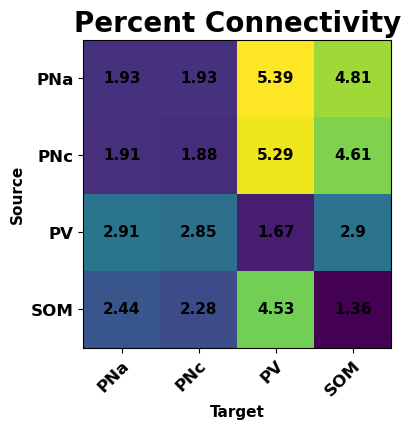 Percent Connectivity
PNa 1.93 1.93 5.39 4.81
PNc 1.91 1.88 5.29 4.61
PV 2.91 2.85 1.67 2.9
SOM 2.44 2.28 4.53 1.36
Source
PNa PNc PV SOM
Target